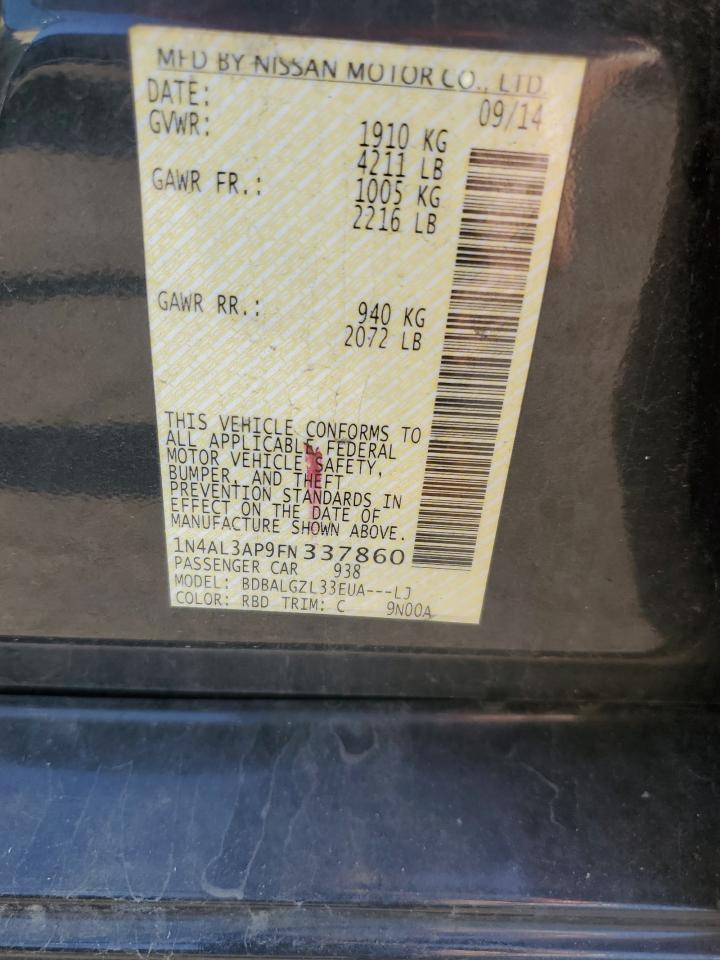 MFD BY NISSAN MOTOR CO., LTD.
DATE: 09/14
GVWR: 1910 KG
4211 LB
GAWR FR.: 1005 KG
2216 LB
GAWR RR.: 940 KG
2072 LB
THIS VEHICLE CONFORMS TO
ALL APPLICABLE FEDERAL
MOTOR VEHICLE SAFETY,
BUMPER, AND THEFT
PREVENTION STANDARDS IN
EFFECT ON THE DATE OF
MANUFACTURE SHOWN ABOVE.
1N4AL3AP9FN 337860
PASSENGER CAR 938
MODEL: BDBALGZL33EUA---LJ
COLOR: RBD TRIM: C 9N00A